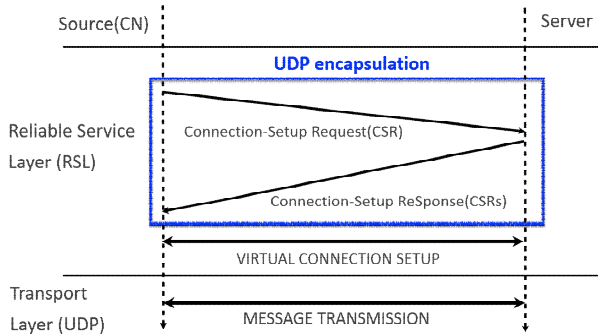 Source(CN)
Server
UDP encapsulation
Reliable Service
Layer (RSL)
Connection-Setup Request(CSR)
Connection-Setup ReSponse(CSRs)
VIRTUAL CONNECTION SETUP
Transport
Layer (UDP)
MESSAGE TRANSMISSION